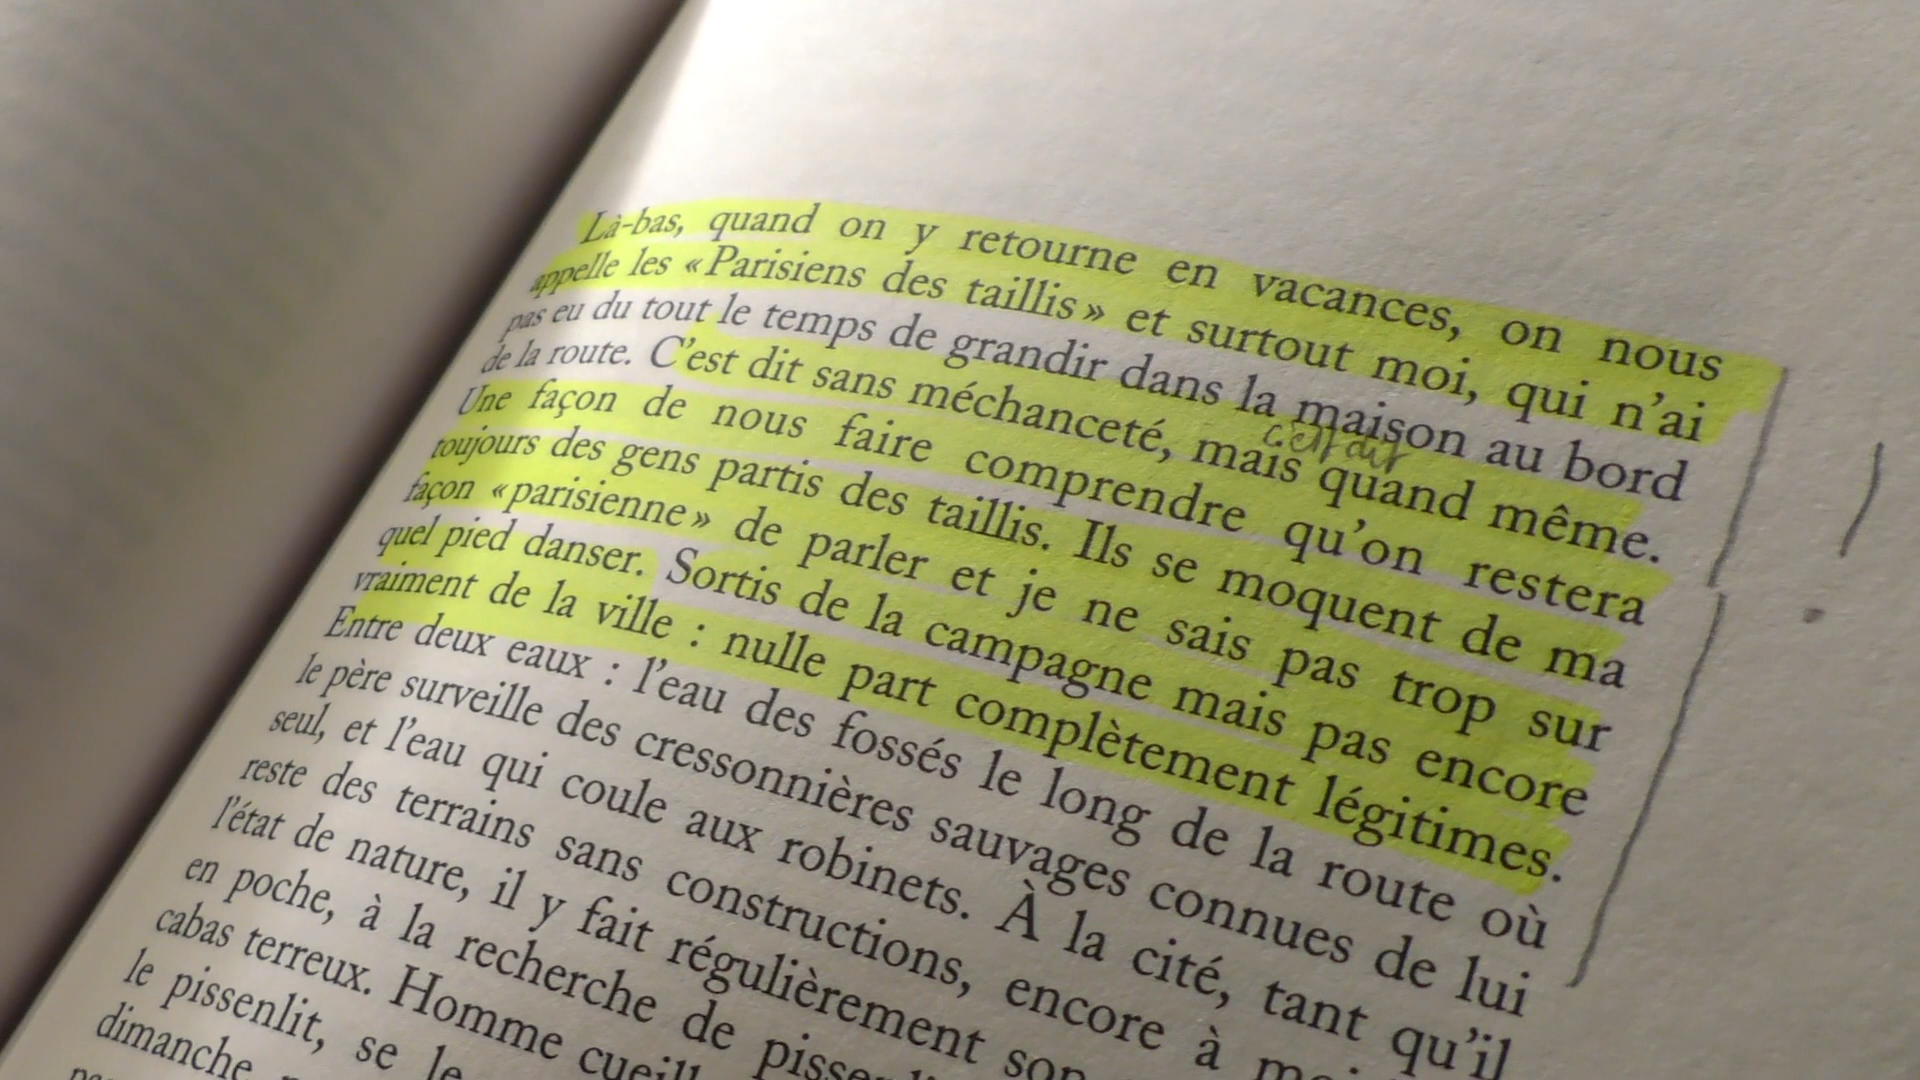 Là-bas, quand on y retourne en vacances, on nous
appelle les « Parisiens des taillis » et surtout moi, qui n'ai
pas eu du tout le temps de grandir dans la maison au bord
de la route. C'est dit sans méchanceté, mais quand même.
c'est dit
Une façon de nous faire comprendre qu'on restera
toujours des gens partis des taillis. Ils se moquent de ma
façon « parisienne » de parler et je ne sais pas trop sur
quel pied danser. Sortis de la campagne mais pas encore
vraiment de la ville : nulle part complètement légitimes.
Entre deux eaux : l'eau des fossés le long de la route où
le père surveille des cressonnières sauvages connues de lui
seul, et l'eau qui coule aux robinets. À la cité, tant qu'il
reste des terrains sans constructions, encore à
l'état de nature, il y fait régulièrement son
en poche, à la recherche de
cabas terreux. Homme
le pissenlit, se le
dimanche